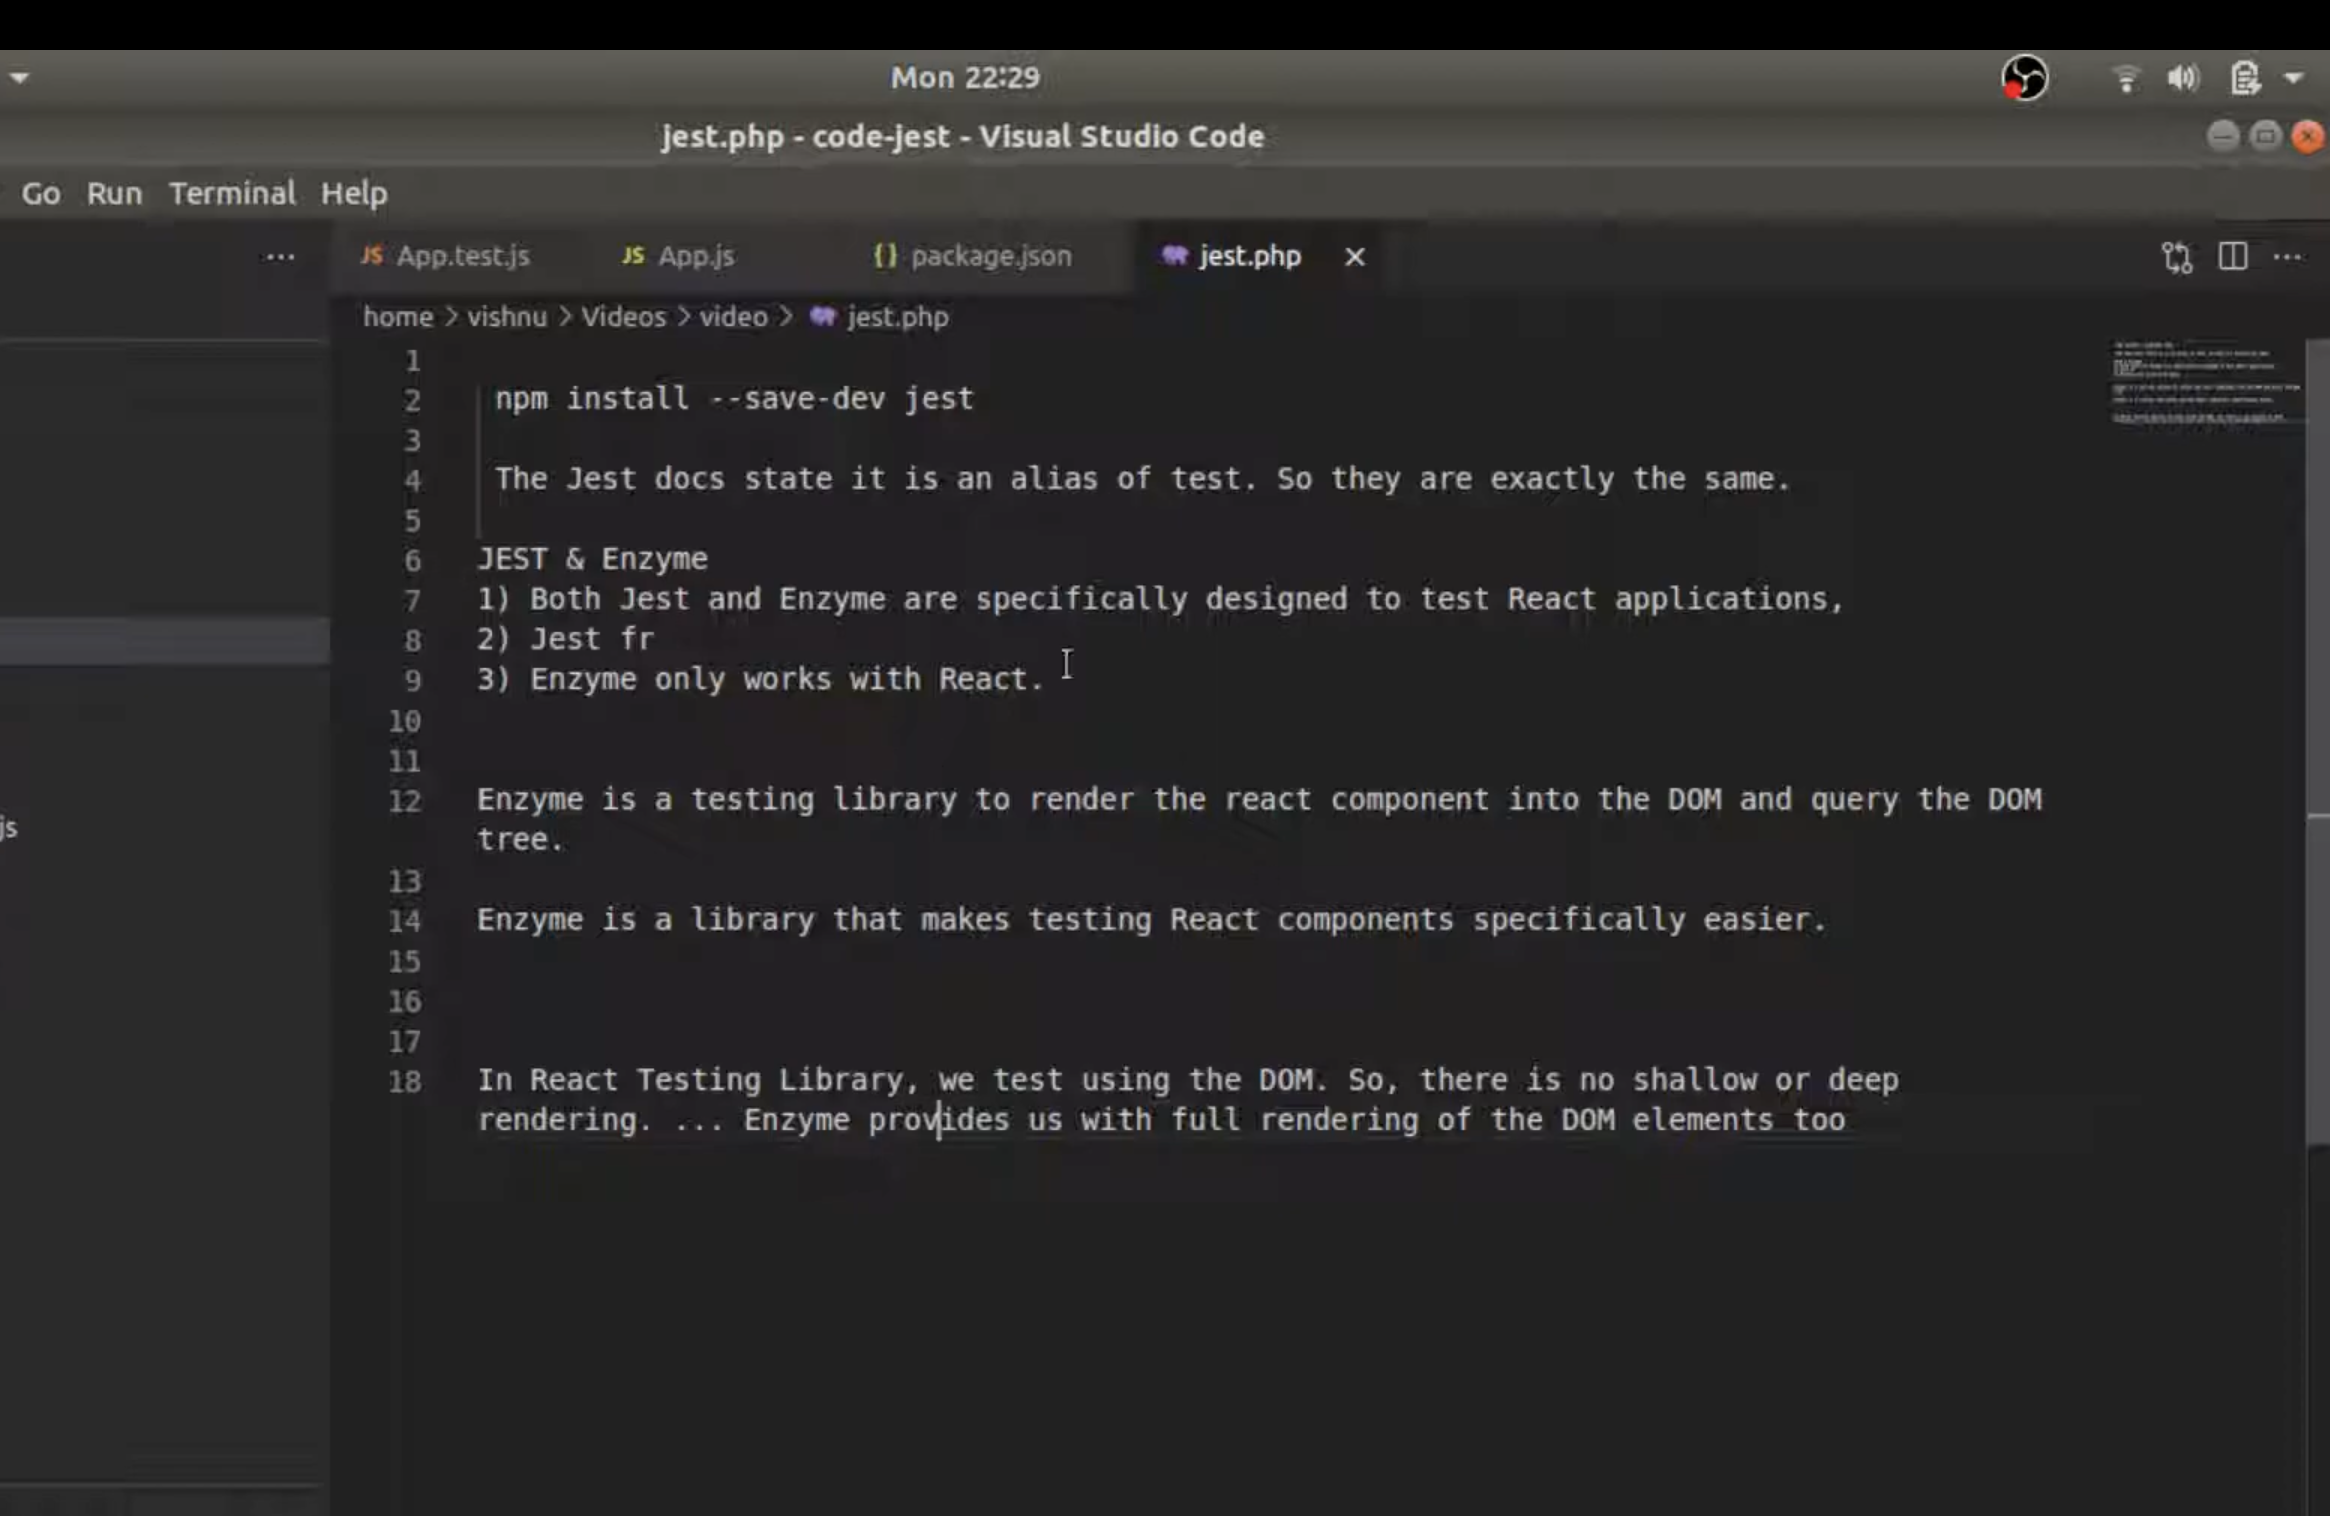 Mon 22:29
jest.php - code-jest - Visual Studio Code
Go Run Terminal Help
... JS App.test.js JS App.js {} package.json jest.php ...
home > vishnu > Videos > video > jest.php
1
2 npm install --save-dev jest
3
4 The Jest docs state it is an alias of test. So they are exactly the same.
5
6 JEST & Enzyme
7 1) Both Jest and Enzyme are specifically designed to test React applications,
8 2) Jest fr
9 3) Enzyme only works with React.
10
11
js
12 Enzyme is a testing library to render the react component into the DOM and query the DOM
tree.
13
14 Enzyme is a library that makes testing React components specifically easier.
15
16
17
18 In React Testing Library, we test using the DOM. So, there is no shallow or deep
rendering. ... Enzyme provides us with full rendering of the DOM elements too